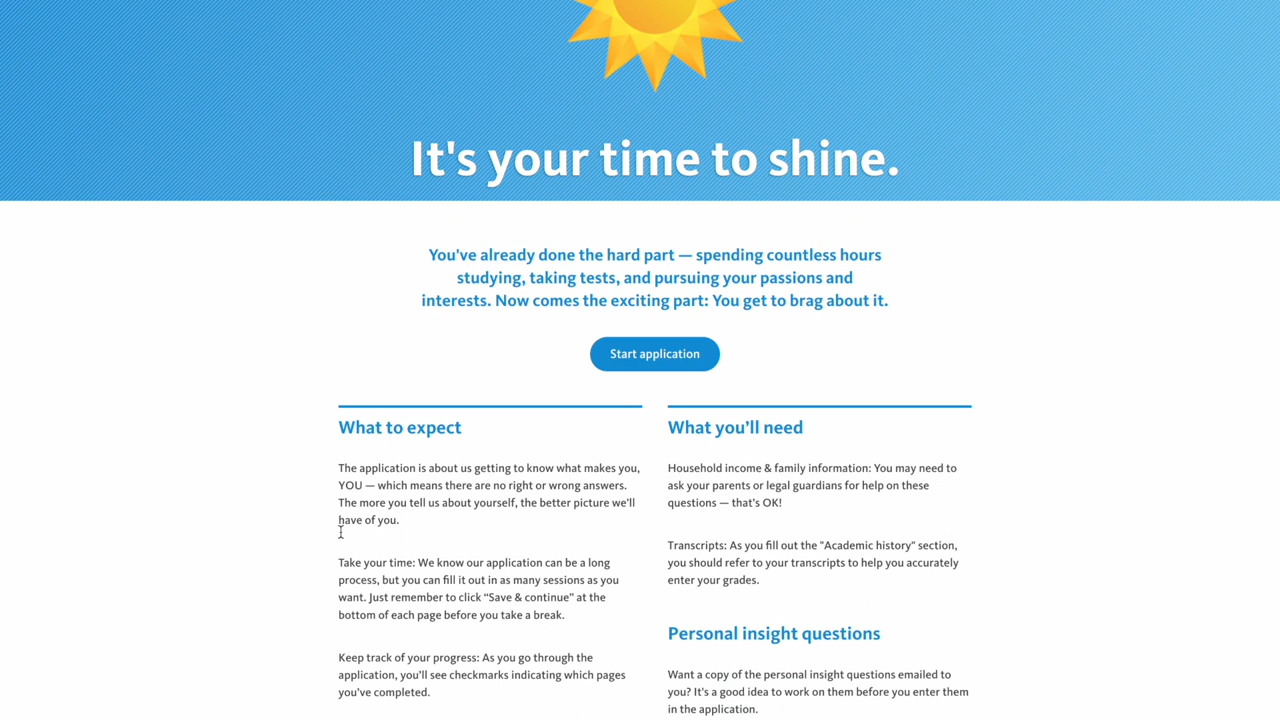 It's your time to shine.
You've already done the hard part — spending countless hours
studying, taking tests, and pursuing your passions and
interests. Now comes the exciting part: You get to brag about it.
Start application
What to expect
The application is about us getting to know what makes you,
YOU — which means there are no right or wrong answers.
The more you tell us about yourself, the better picture we'll
have of you.
Take your time: We know our application can be a long
process, but you can fill it out in as many sessions as you
want. Just remember to click “Save & continue” at the
bottom of each page before you take a break.
Keep track of your progress: As you go through the
application, you'll see checkmarks indicating which pages
you've completed.
What you’ll need
Household income & family information: You may need to
ask your parents or legal guardians for help on these
questions — that's OK!
Transcripts: As you fill out the "Academic history" section,
you should refer to your transcripts to help you accurately
enter your grades.
Personal insight questions
Want a copy of the personal insight questions emailed to
you? It's a good idea to work on them before you enter them
in the application.